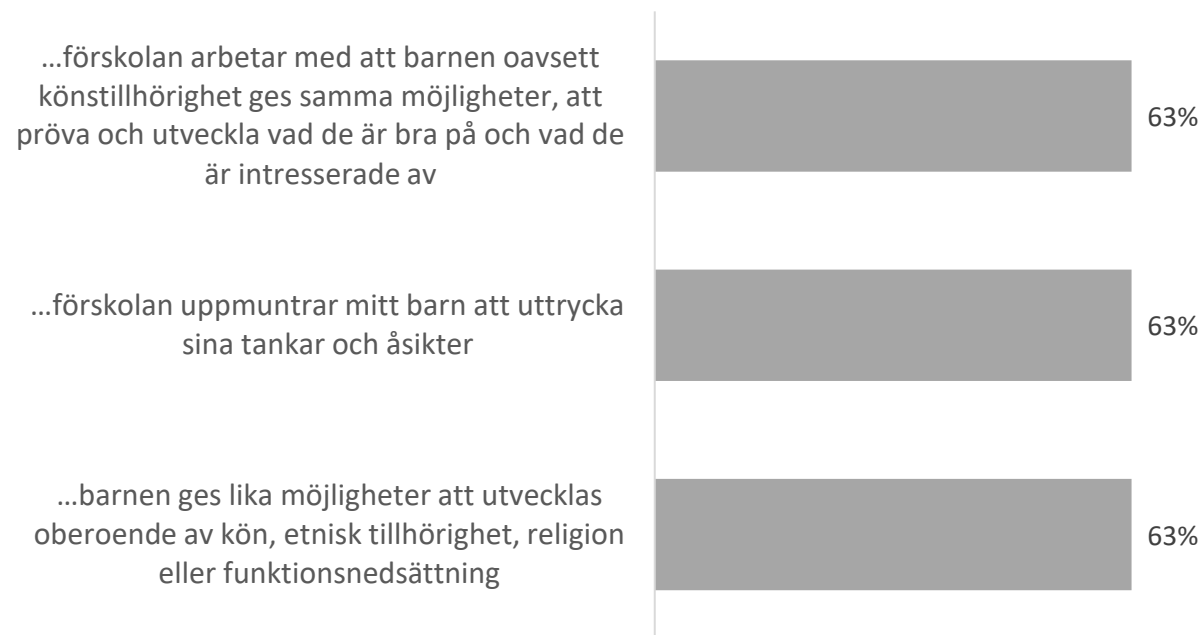 …förskolan arbetar med att barnen oavsett
könstillhörighet ges samma möjligheter, att
pröva och utveckla vad de är bra på och vad de
är intresserade av
63%
…förskolan uppmuntrar mitt barn att uttrycka
sina tankar och åsikter
63%
…barnen ges lika möjligheter att utvecklas
oberoende av kön, etnisk tillhörighet, religion
eller funktionsnedsättning
63%